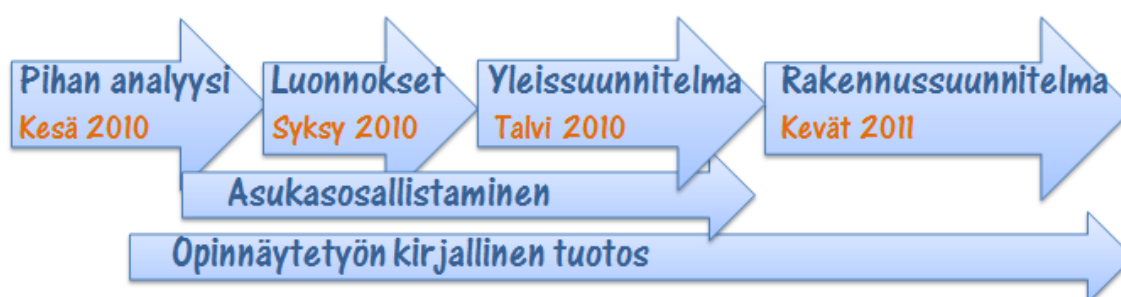 Pihan analyysi
Kesä 2010
Luonnokset
Syksy 2010
Yleissuunnitelma
Talvi 2010
Rakennussuunnitelma
Kevät 2011
Asukasosallistaminen
Opinnäytetyön kirjallinen tuotos